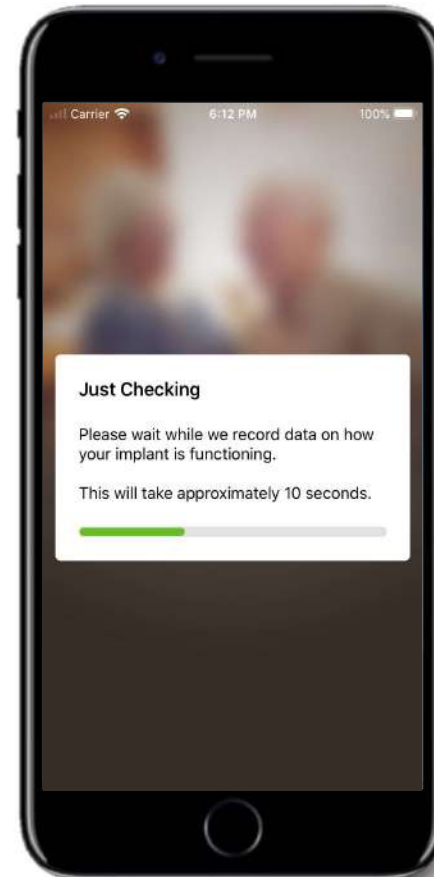 Carrier 6:12 PM 100%
Just Checking
Please wait while we record data on how
your implant is functioning.
This will take approximately 10 seconds.